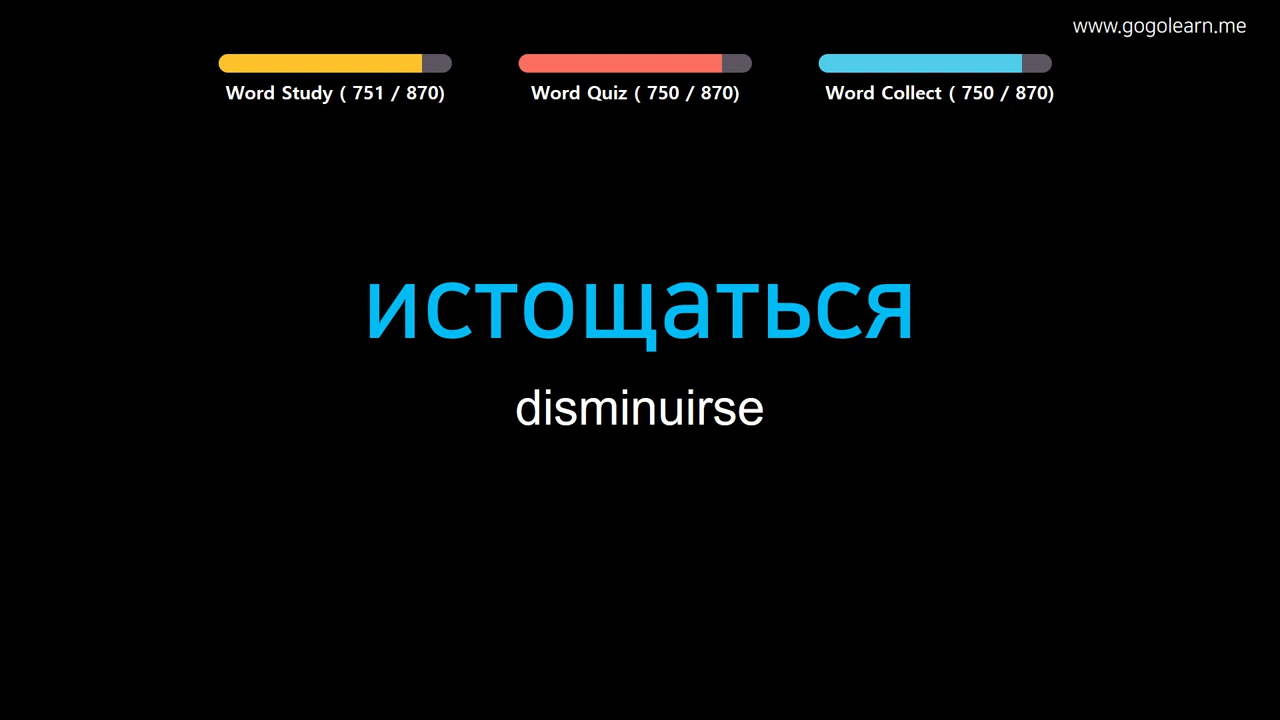 www.gogolearn.me
Word Study ( 751 / 870)
Word Quiz ( 750 / 870)
Word Collect ( 750 / 870)
истощаться
disminuirse